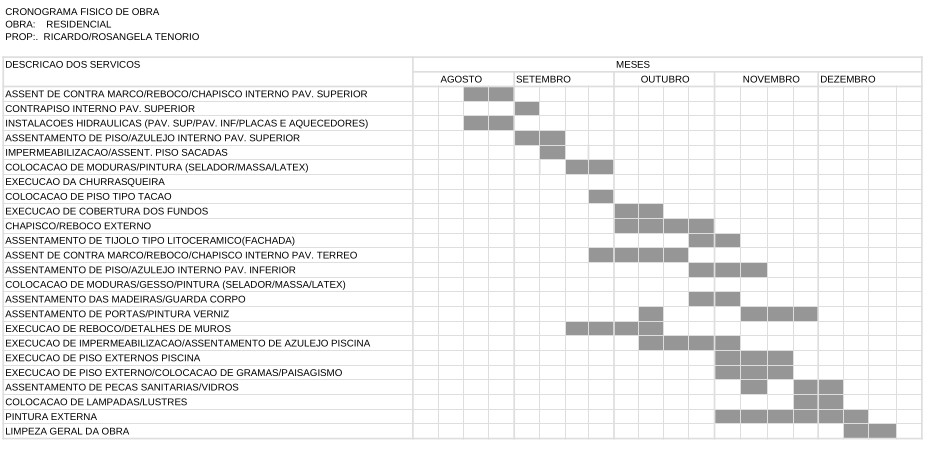 CRONOGRAMA FISICO DE OBRA
OBRA: RESIDENCIAL
PROP:. RICARDO/ROSANGELA TENORIO
DESCRICAO DOS SERVICOS MESES
AGOSTO SETEMBRO OUTUBRO NOVEMBRO DEZEMBRO
ASSENT DE CONTRA MARCO/REBOCO/CHAPISCO INTERNO PAV. SUPERIOR
CONTRAPISO INTERNO PAV. SUPERIOR
INSTALACOES HIDRAULICAS (PAV. SUP/PAV. INF/PLACAS E AQUECEDORES)
ASSENTAMENTO DE PISO/AZULEJO INTERNO PAV. SUPERIOR
IMPERMEABILIZACAO/ASSENT. PISO SACADAS
COLOCACAO DE MODURAS/PINTURA (SELADOR/MASSA/LATEX)
EXECUCAO DA CHURRASQUEIRA
COLOCACAO DE PISO TIPO TACAO
EXECUCAO DE COBERTURA DOS FUNDOS
CHAPISCO/REBOCO EXTERNO
ASSENTAMENTO DE TIJOLO TIPO LITOCERAMICO(FACHADA)
ASSENT DE CONTRA MARCO/REBOCO/CHAPISCO INTERNO PAV. TERREO
ASSENTAMENTO DE PISO/AZULEJO INTERNO PAV. INFERIOR
COLOCACAO DE MODURAS/GESSO/PINTURA (SELADOR/MASSA/LATEX)
ASSENTAMENTO DAS MADEIRAS/GUARDA CORPO
ASSENTAMENTO DE PORTAS/PINTURA VERNIZ
EXECUCAO DE REBOCO/DETALHES DE MUROS
EXECUCAO DE IMPERMEABILIZACAO/ASSENTAMENTO DE AZULEJO PISCINA
EXECUCAO DE PISO EXTERNOS PISCINA
EXECUCAO DE PISO EXTERNO/COLOCACAO DE GRAMAS/PAISAGISMO
ASSENTAMENTO DE PECAS SANITARIAS/VIDROS
COLOCACAO DE LAMPADAS/LUSTRES
PINTURA EXTERNA
LIMPEZA GERAL DA OBRA